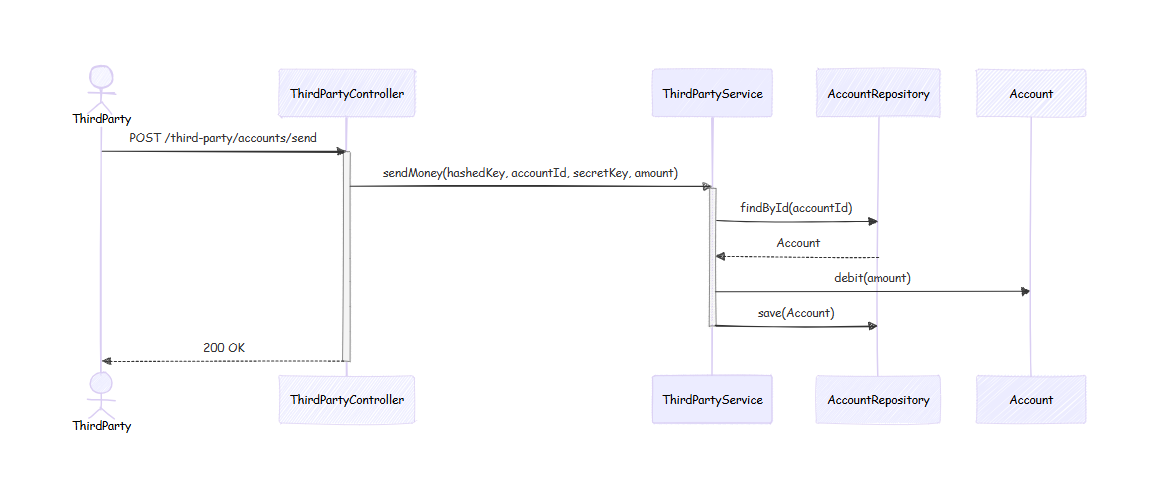 ThirdParty
ThirdPartyController
ThirdPartyService
AccountRepository
Account
POST /third-party/accounts/send
sendMoney(hashedKey, accountId, secretKey, amount)
findById(accountId)
Account
debit(amount)
save(Account)
200 OK
ThirdParty
ThirdPartyController
ThirdPartyService
AccountRepository
Account